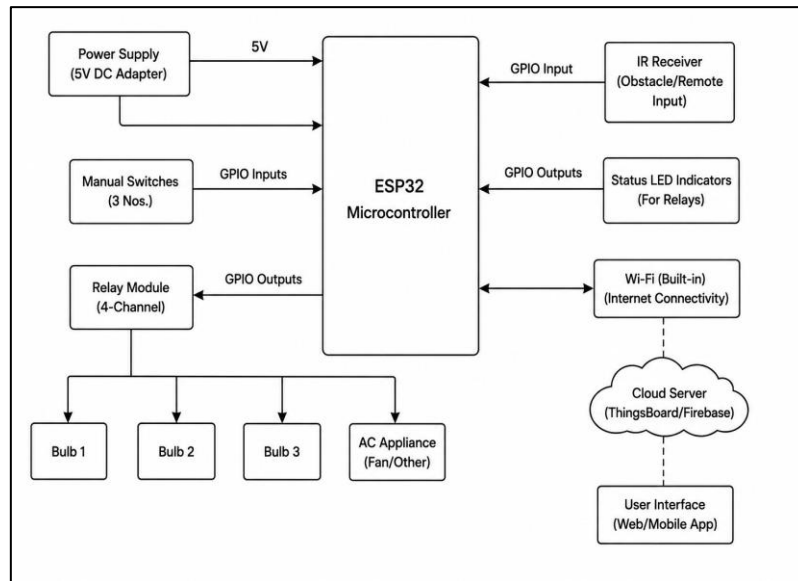 Power Supply
(5V DC Adapter)
5V
Manual Switches
(3 Nos.)
GPIO Inputs
Relay Module
(4-Channel)
GPIO Outputs
ESP32
Microcontroller
GPIO Input
IR Receiver
(Obstacle/Remote
Input)
GPIO Outputs
Status LED Indicators
(For Relays)
Wi-Fi (Built-in)
(Internet Connectivity)
Cloud Server
(ThingsBoard/Firebase)
User Interface
(Web/Mobile App)
Bulb 1
Bulb 2
Bulb 3
AC Appliance
(Fan/Other)